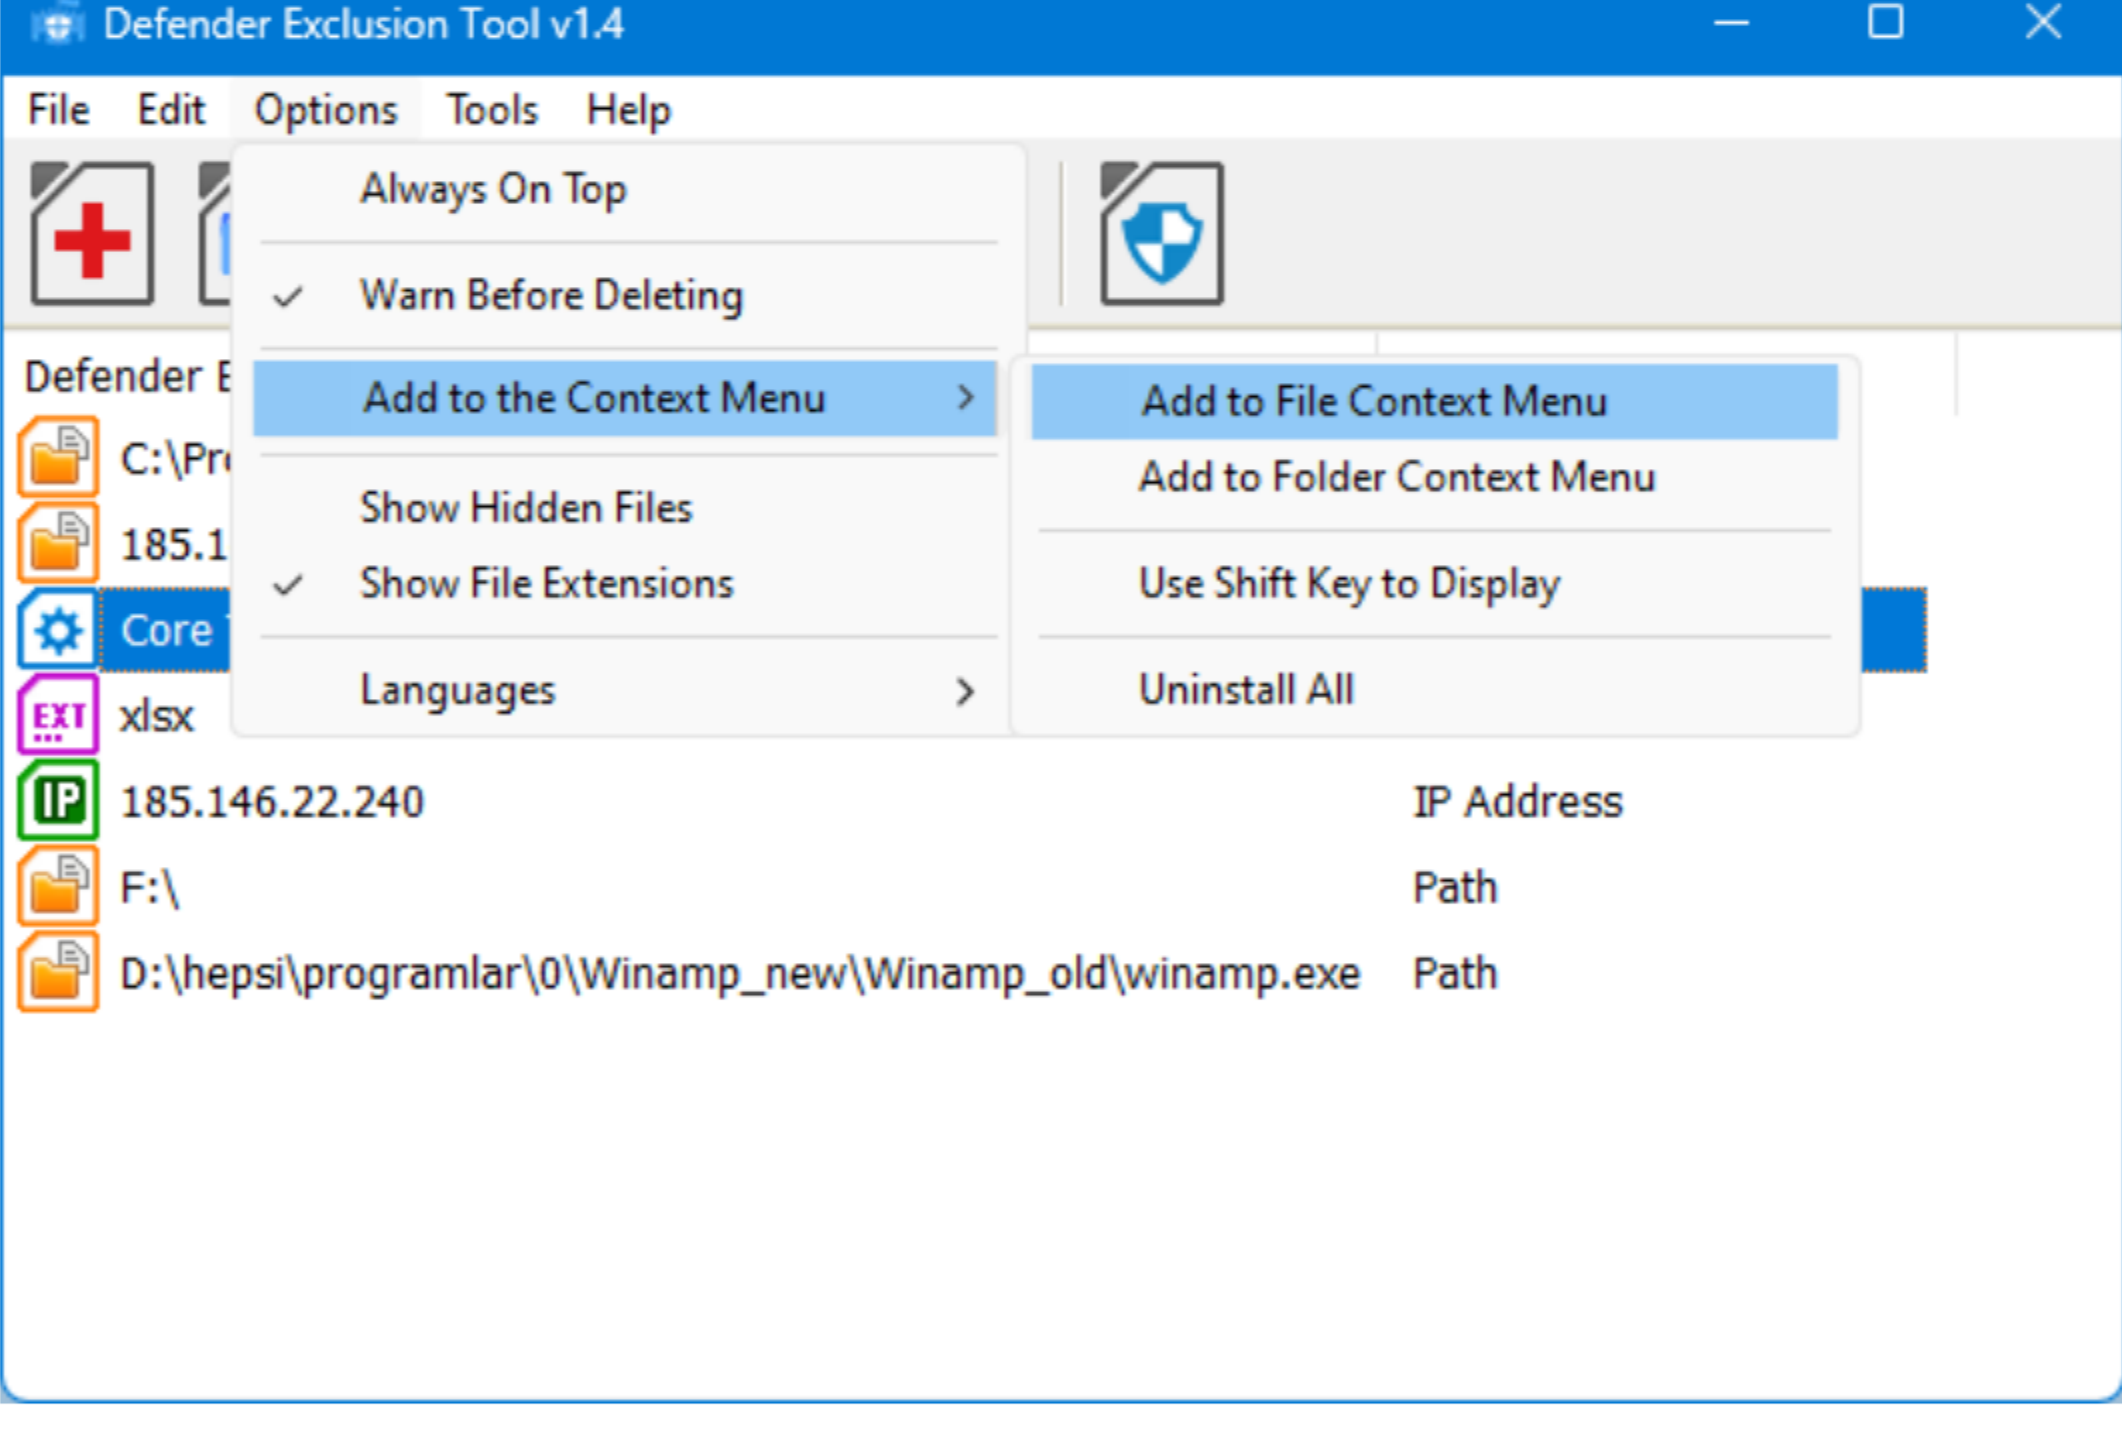 Defender Exclusion Tool v1.4
File Edit Options Tools Help
Always On Top
Warn Before Deleting
Add to the Context Menu
Show Hidden Files
Show File Extensions
Languages
Add to File Context Menu
Add to Folder Context Menu
Use Shift Key to Display
Uninstall All
Defender
C:\Pro
185.1
Core
EXT xlsx
IP 185.146.22.240 IP Address
F:\ Path
D:\hepsi\programlar\0\Winamp_new\Winamp_old\winamp.exe Path